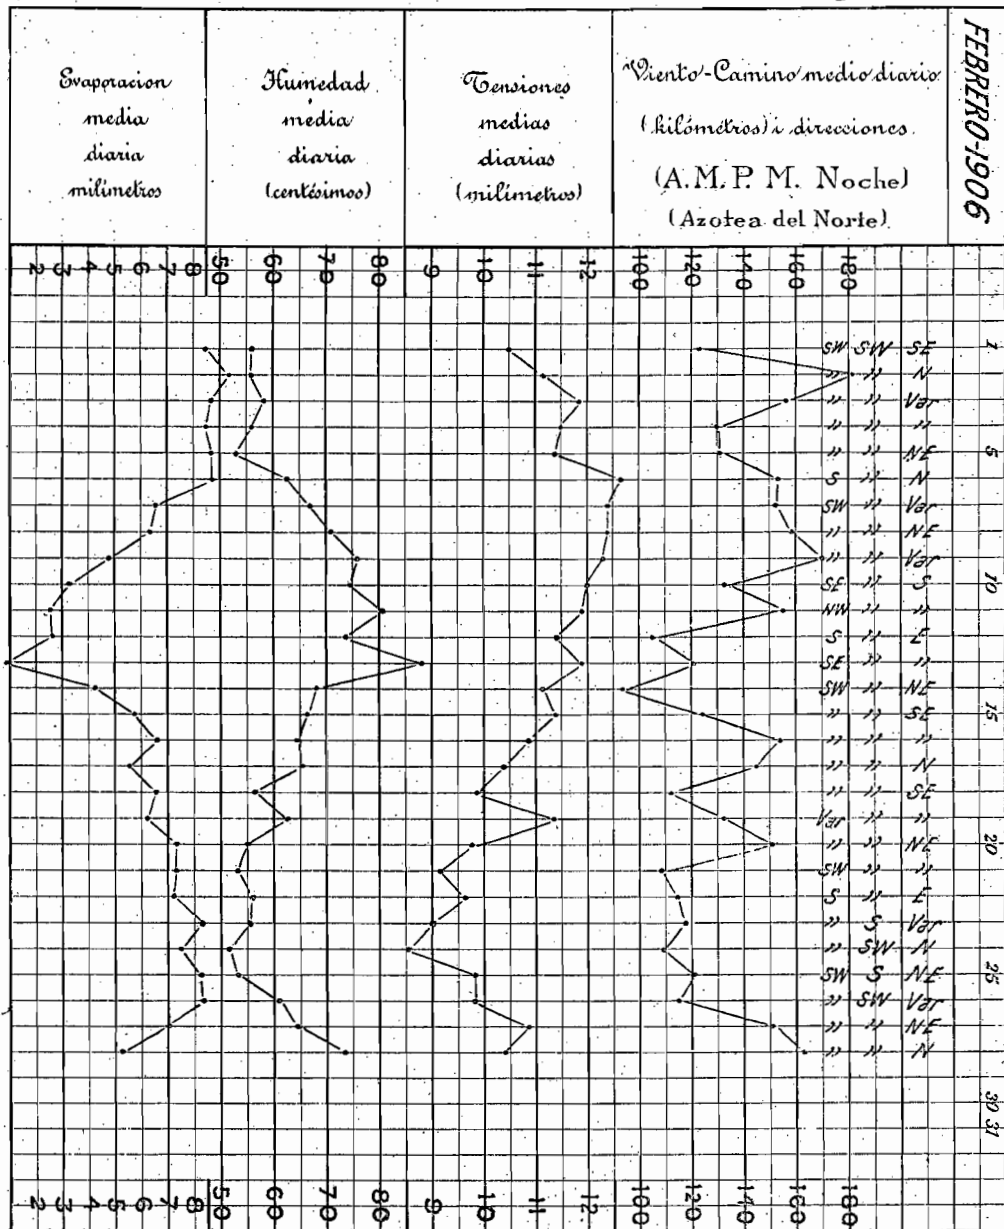 FEBRERO-1906
Evaporacion
media
diaria
milímetros
Humedad
média
diaria
(centésimos)
Tensiones
medias
diarias
(milímetros)
Viento-Camino medio diario
(kilómetros) i direcciones
(A.M. P. M. Noche)
(Azotea del Norte)
2 3 4 5 6 7 8 50 60 70 80 9 10 11 12 100 120 140 160 180
1 SW SW SE
" " N
" " Var
" " "
5 " " NE
S " N
SW " Var
" " NE
" " Var
10 SE " S
NW " "
S " E
SE " "
SW " NE
15 " " SE
" " "
" " N
" " SE
Var " "
20 " " NE
SW " "
S " E
" S Var
" SW N
25 SW S NE
" SW Var
" " NE
" " N
30 31
2 3 4 5 6 7 8 50 60 70 80 9 10 11 12 100 120 140 160 180